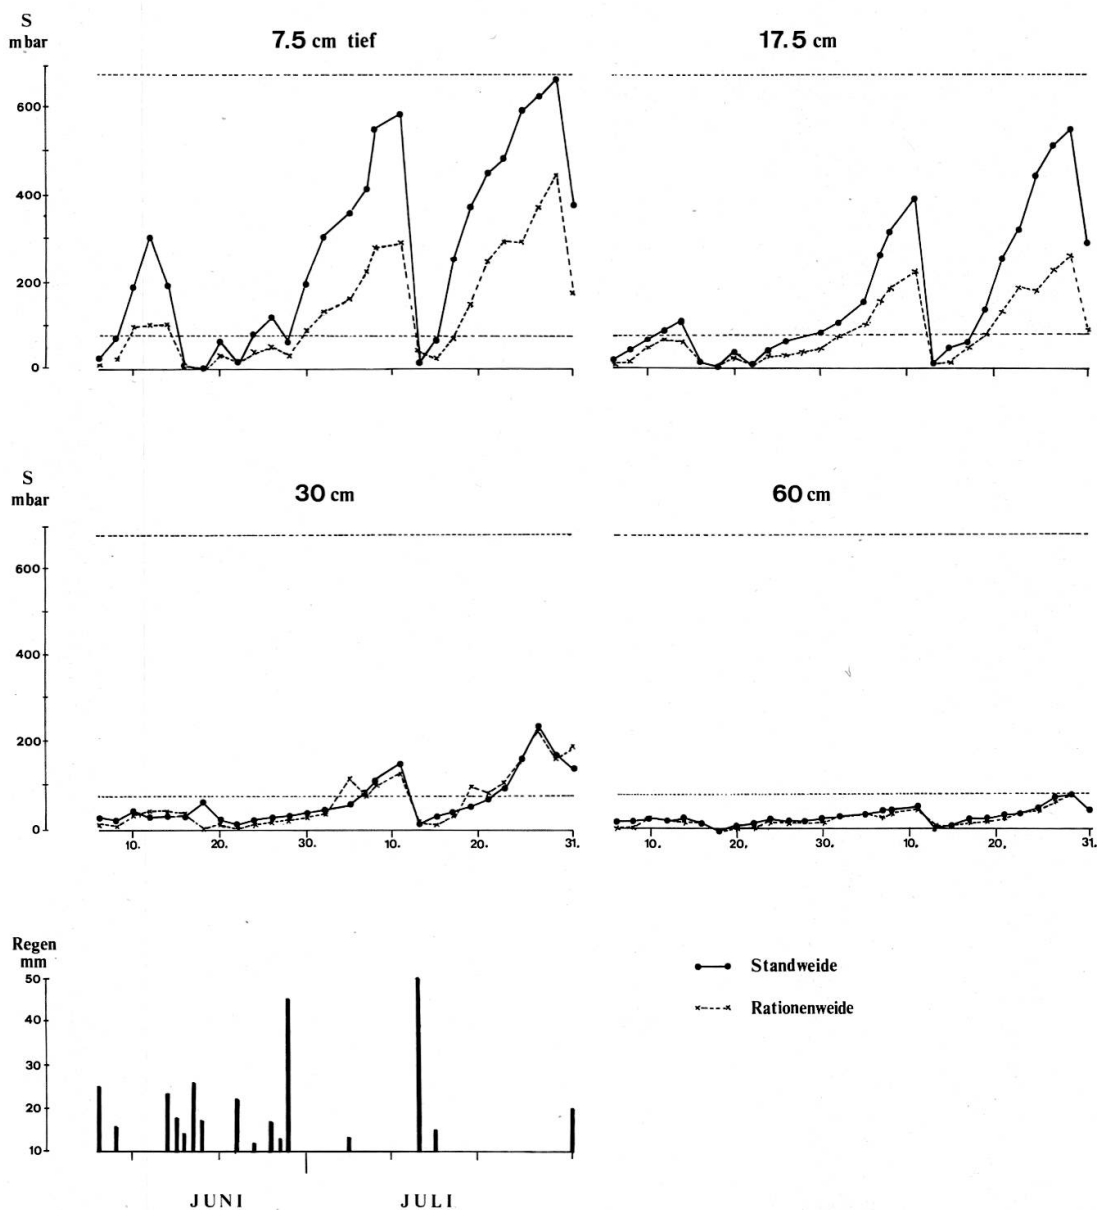 S
mbar
7.5 cm tief
17.5 cm
600
400
200
0
S
mbar
30 cm
60 cm
600
400
200
0
10. 20. 30. 10. 20. 31.
10. 20, 30. 10. 20, 31.
Regen
mm
50
40
30
20
10
Standweide
Rationenweide
JUNI JULI